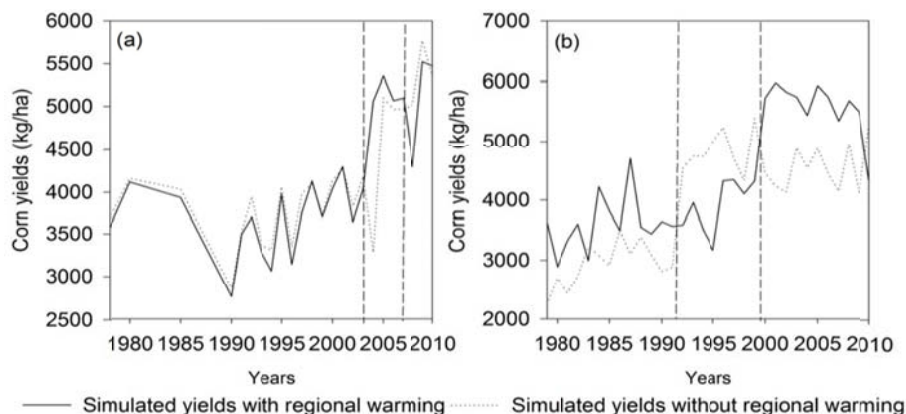 (a)
Corn yields (kg/ha)
6000
5500
5000
4500
4000
3500
3000
2500
1980 1985 1990 1995 2000 2005 2010
Years
(b)
Corn yields (kg/ha)
7000
6000
5000
4000
3000
2000
1980 1985 1990 1995 2000 2005 2010
Years
Simulated yields with regional warming
Simulated yields without regional warming